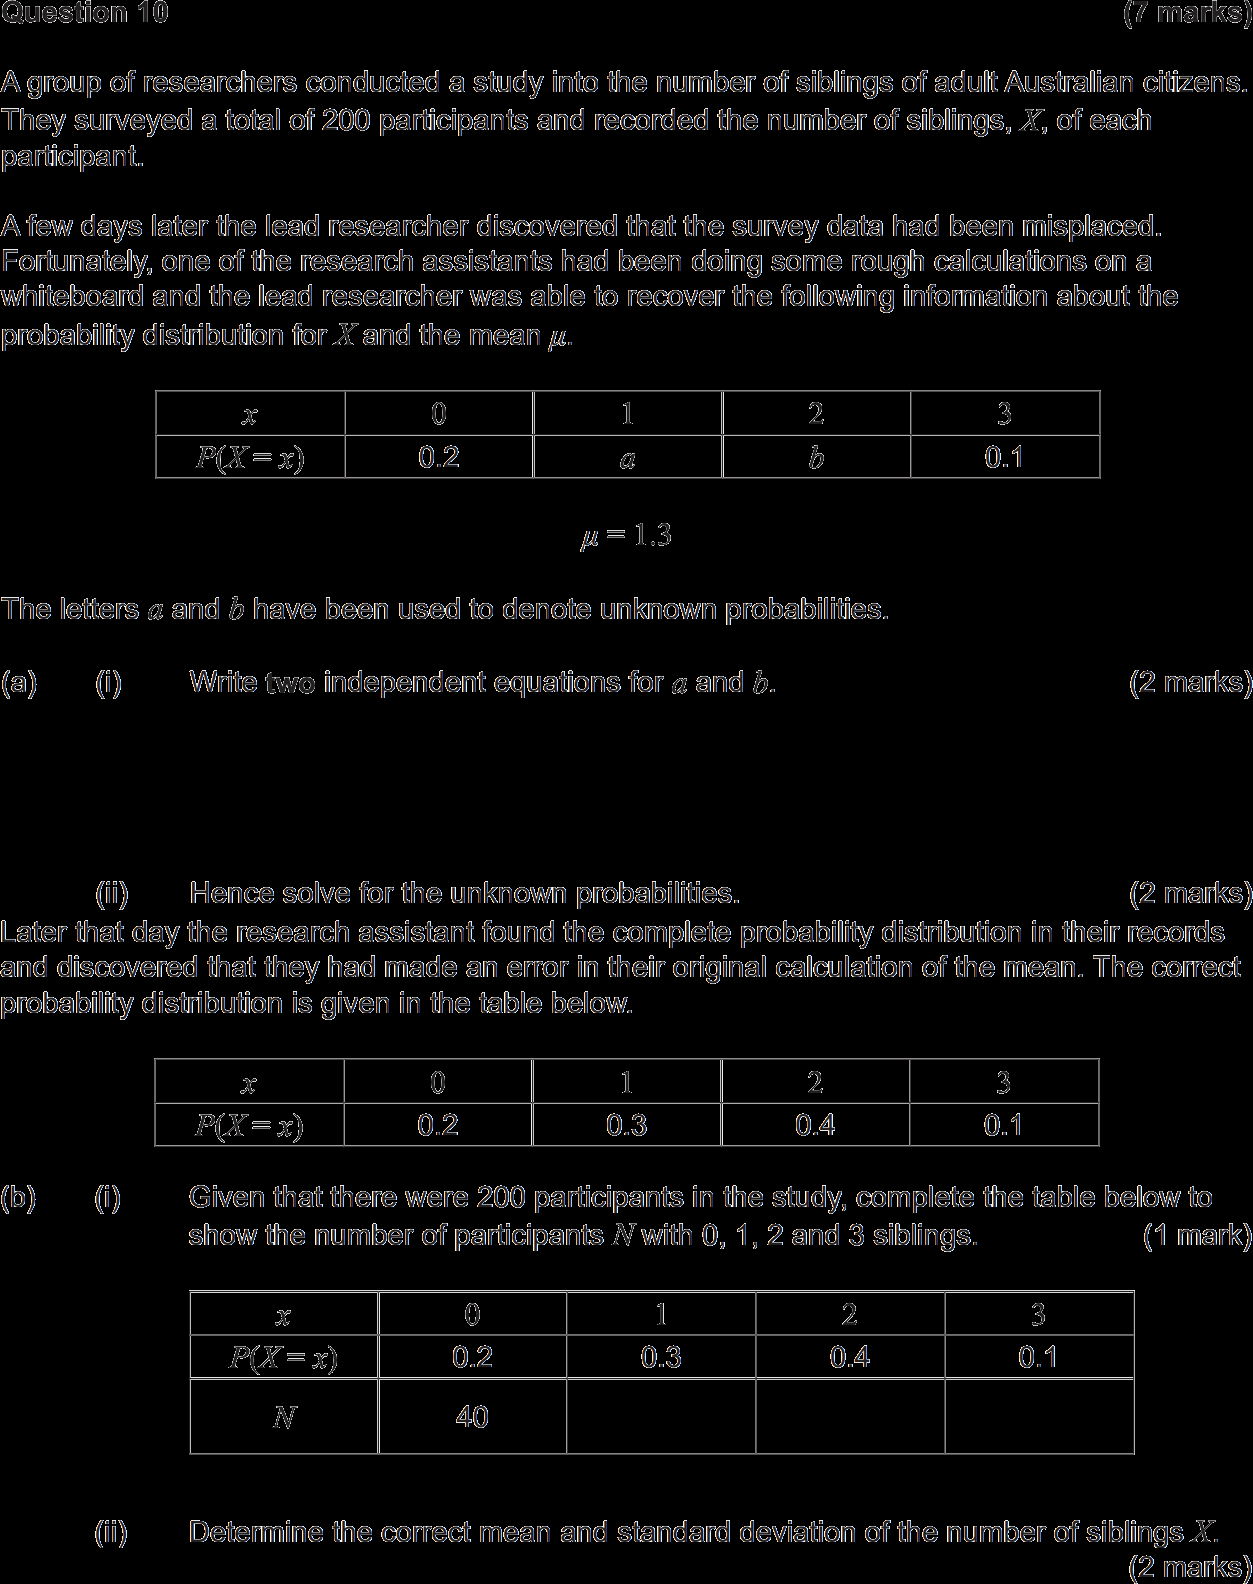 Question 10 (7 marks)
A group of researchers conducted a study into the number of siblings of adult Australian citizens.
They surveyed a total of 200 participants and recorded the number of siblings, X, of each
participant.
A few days later the lead researcher discovered that the survey data had been misplaced.
Fortunately, one of the research assistants had been doing some rough calculations on a
whiteboard and the lead researcher was able to recover the following information about the
probability distribution for X and the mean μ.
x 0 1 2 3
P(X = x) 0.2 a b 0.1
μ = 1.3
The letters a and b have been used to denote unknown probabilities.
(a) (i) Write two independent equations for a and b. (2 marks)
(ii) Hence solve for the unknown probabilities. (2 marks)
Later that day the research assistant found the complete probability distribution in their records
and discovered that they had made an error in their original calculation of the mean. The correct
probability distribution is given in the table below.
x 0 1 2 3
P(X = x) 0.2 0.3 0.4 0.1
(b) (i) Given that there were 200 participants in the study, complete the table below to
show the number of participants N with 0, 1, 2 and 3 siblings. (1 mark)
x 0 1 2 3
P(X = x) 0.2 0.3 0.4 0.1
N 40
(ii) Determine the correct mean and standard deviation of the number of siblings X.
(2 marks)